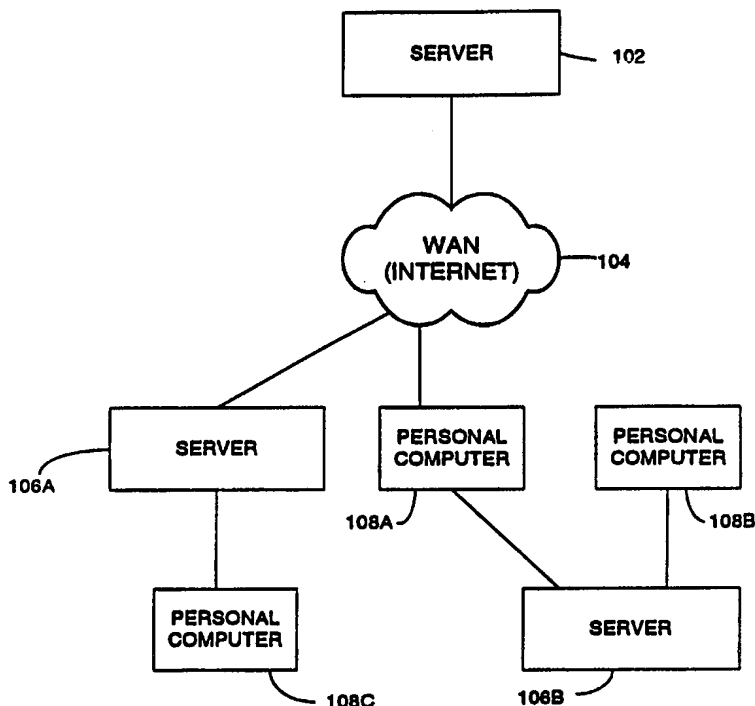 SERVER
102
WAN
(INTERNET)
104
SERVER
106A
PERSONAL
COMPUTER
108A
PERSONAL
COMPUTER
108B
PERSONAL
COMPUTER
108C
SERVER
106B